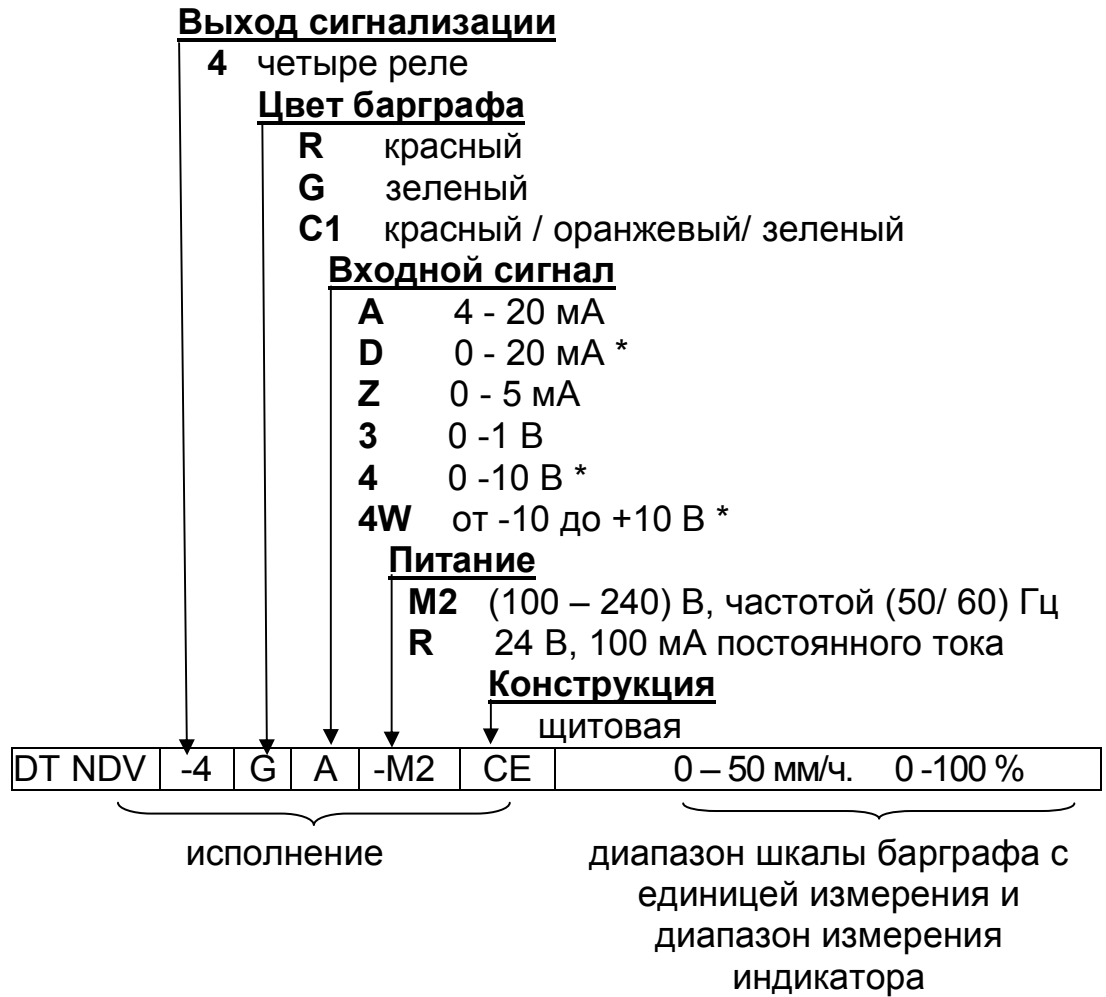 Выход сигнализации
4 четыре реле
Цвет барграфа
R красный
G зеленый
C1 красный / оранжевый/ зеленый
Входной сигнал
A 4 - 20 мА
D 0 - 20 мА *
Z 0 - 5 мА
3 0 -1 В
4 0 -10 В *
4W от -10 до +10 В *
Питание
M2 (100 – 240) В, частотой (50/ 60) Гц
R 24 В, 100 мА постоянного тока
Конструкция
щитовая
DT NDV -4 G A -M2 CE 0 – 50 мм/ч. 0 -100 %
исполнение
диапазон шкалы барграфа с
единицей измерения и
диапазон измерения
индикатора